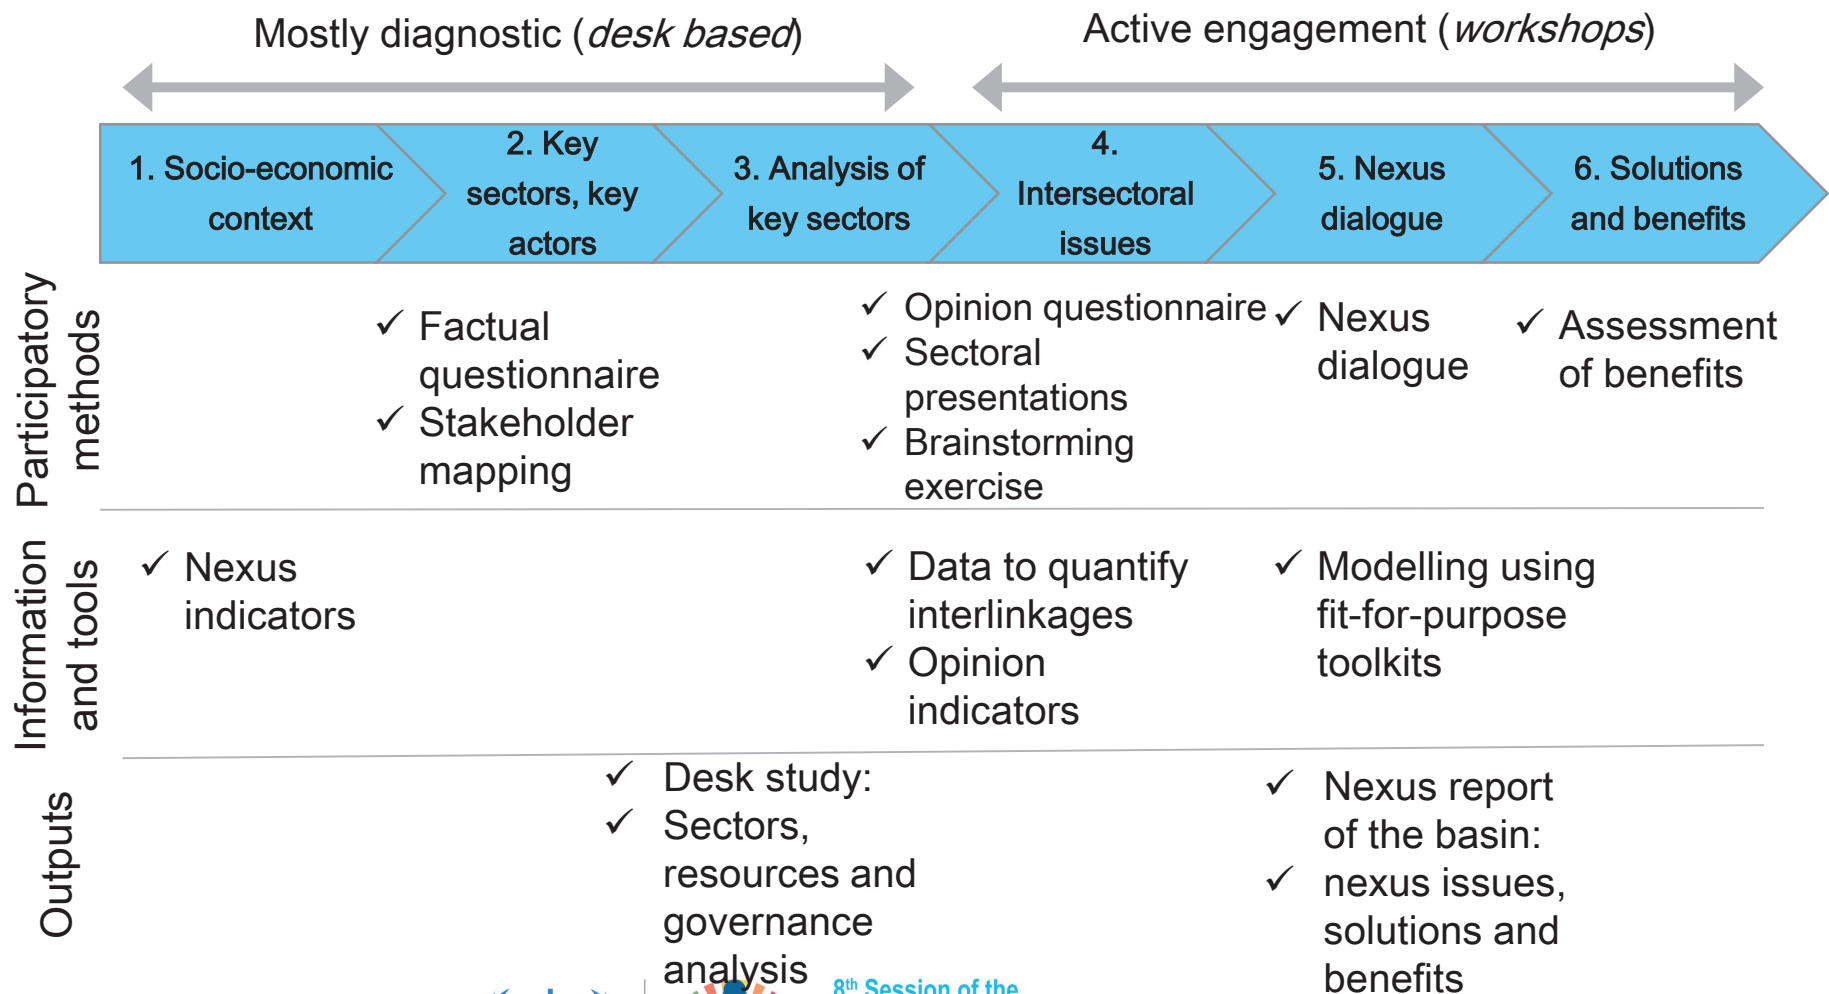 Mostly diagnostic (desk based)
Active engagement (workshops)
1. Socio-economic
context
2. Key
sectors, key
actors
3. Analysis of
key sectors
4.
Intersectoral
issues
5. Nexus
dialogue
6. Solutions
and benefits
Participatory
methods
✓ Factual
questionnaire
✓ Stakeholder
mapping
✓ Opinion questionnaire
✓ Sectoral
presentations
✓ Brainstorming
exercise
✓ Nexus
dialogue
✓ Assessment
of benefits
Information
and tools
✓ Nexus
indicators
✓ Data to quantify
interlinkages
✓ Opinion
indicators
✓ Modelling using
fit-for-purpose
toolkits
Outputs
✓ Desk study:
✓ Sectors,
resources and
governance
analysis
✓ Nexus report
of the basin:
✓ nexus issues,
solutions and
benefits
8th Session of the